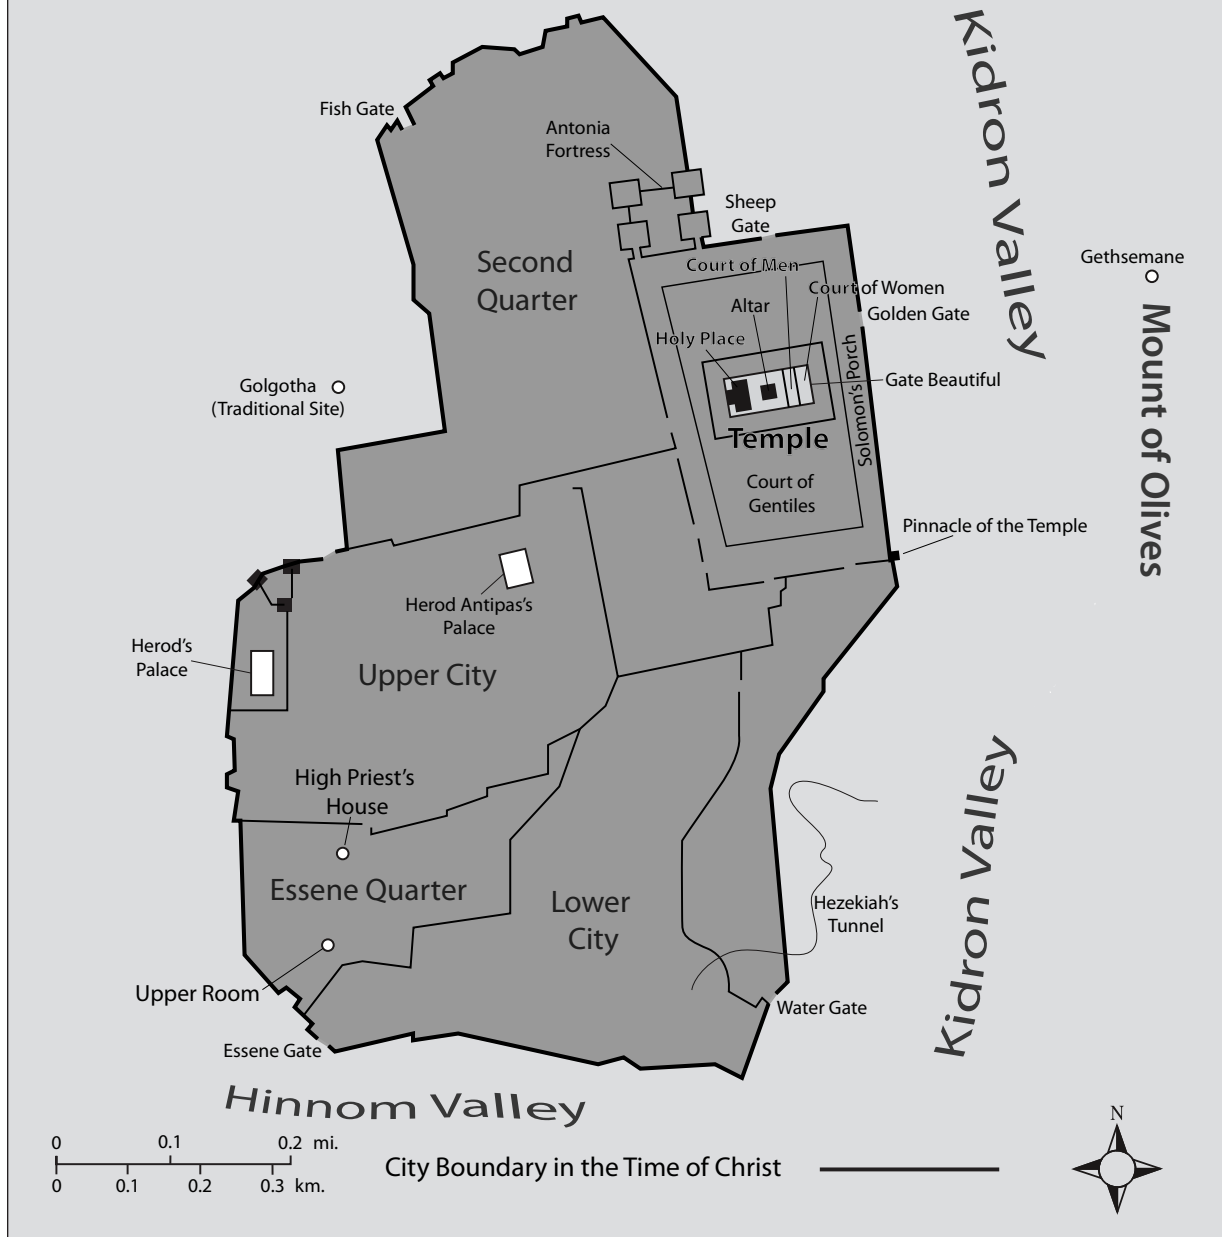 Kidron Valley
Fish Gate
Antonia
Fortress
Sheep
Gate
Second
Quarter
Gethsemane
Court of Men
Court of Women
Altar
Golden Gate
Holy Place
Solomon's Porch
Mount of Olives
Golgotha
(Traditional Site)
Gate Beautiful
Temple
Court of
Gentiles
Pinnacle of the Temple
Herod Antipas's
Palace
Herod's
Palace
Upper City
High Priest's
House
Kidron Valley
Essene Quarter
Lower
City
Hezekiah's
Tunnel
Upper Room
Water Gate
Essene Gate
Hinnom Valley
N
0 0.1 0.2 mi.
0 0.1 0.2 0.3 km.
City Boundary in the Time of Christ